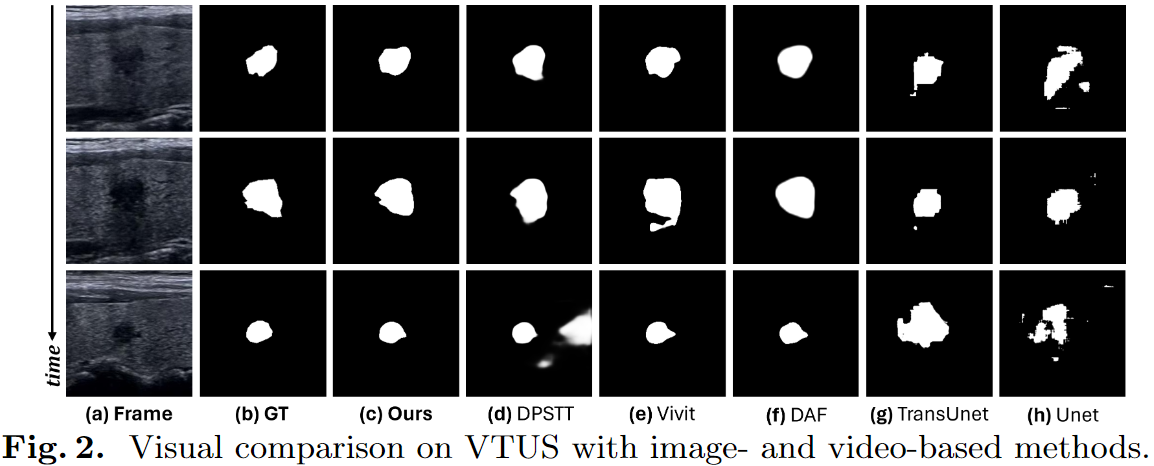 time
(a) Frame (b) GT (c) Ours (d) DPSTT (e) Vivit (f) DAF (g) TransUnet (h) Unet
Fig. 2. Visual comparison on VTUS with image- and video-based methods.